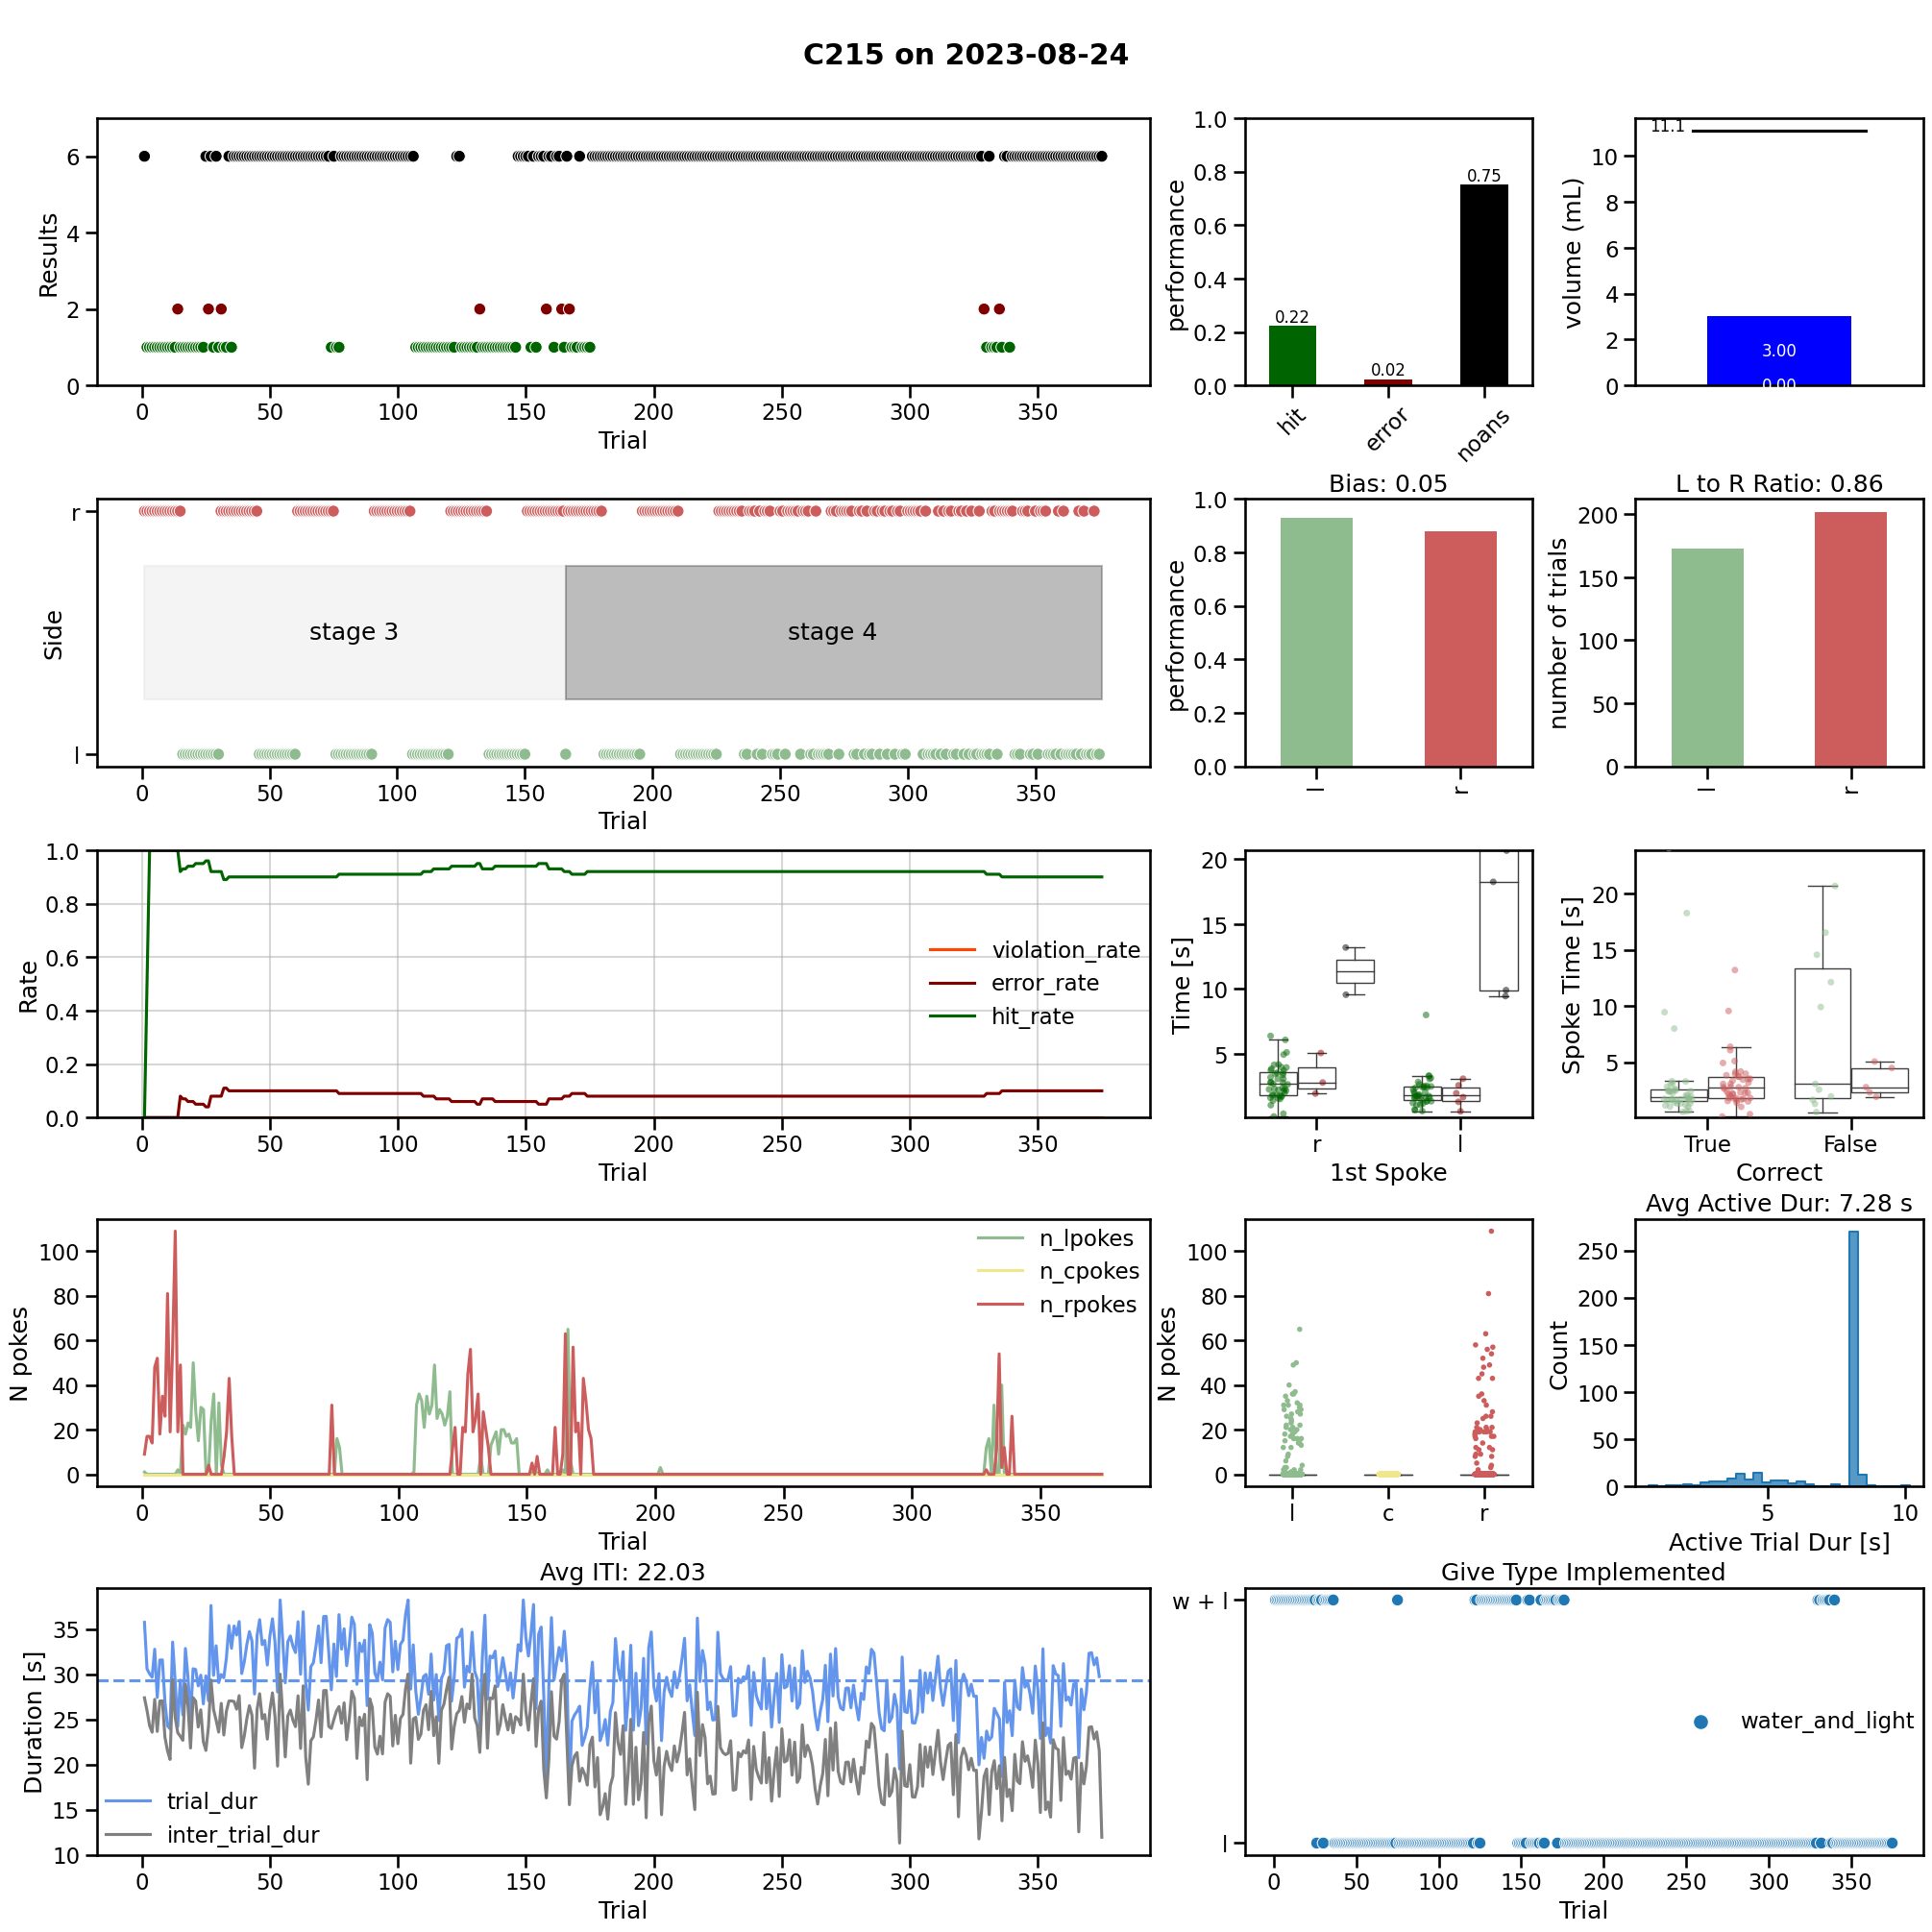 C215 on 2023-08-24
6
4
2
0
Results
0 50 100 150 200 250 300 350
Trial
1.0
0.8
0.6
0.4
0.2
0.0
performance
0.22
0.02
0.75
hit error noans
10
8
6
4
2
0
volume (mL)
11.1
3.00
0.00
r
l
Side
stage 3
stage 4
0 50 100 150 200 250 300 350
Trial
Bias: 0.05
1.0
0.8
0.6
0.4
0.2
0.0
performance
l r
L to R Ratio: 0.86
200
150
100
50
0
number of trials
l r
1.0
0.8
0.6
0.4
0.2
0.0
Rate
violation_rate
error_rate
hit_rate
0 50 100 150 200 250 300 350
Trial
20
15
10
5
Time [s]
r l
1st Spoke
20
15
10
5
Spoke Time [s]
True False
Correct
100
80
60
40
20
0
N pokes
n_lpokes
n_cpokes
n_rpokes
0 50 100 150 200 250 300 350
Trial
100
80
60
40
20
0
N pokes
l c r
Avg Active Dur: 7.28 s
250
200
150
100
50
0
Count
5 10
Active Trial Dur [s]
Avg ITI: 22.03
35
30
25
20
15
10
Duration [s]
trial_dur
inter_trial_dur
0 50 100 150 200 250 300 350
Trial
Give Type Implemented
w + l
l
water_and_light
0 50 100 150 200 250 300 350
Trial